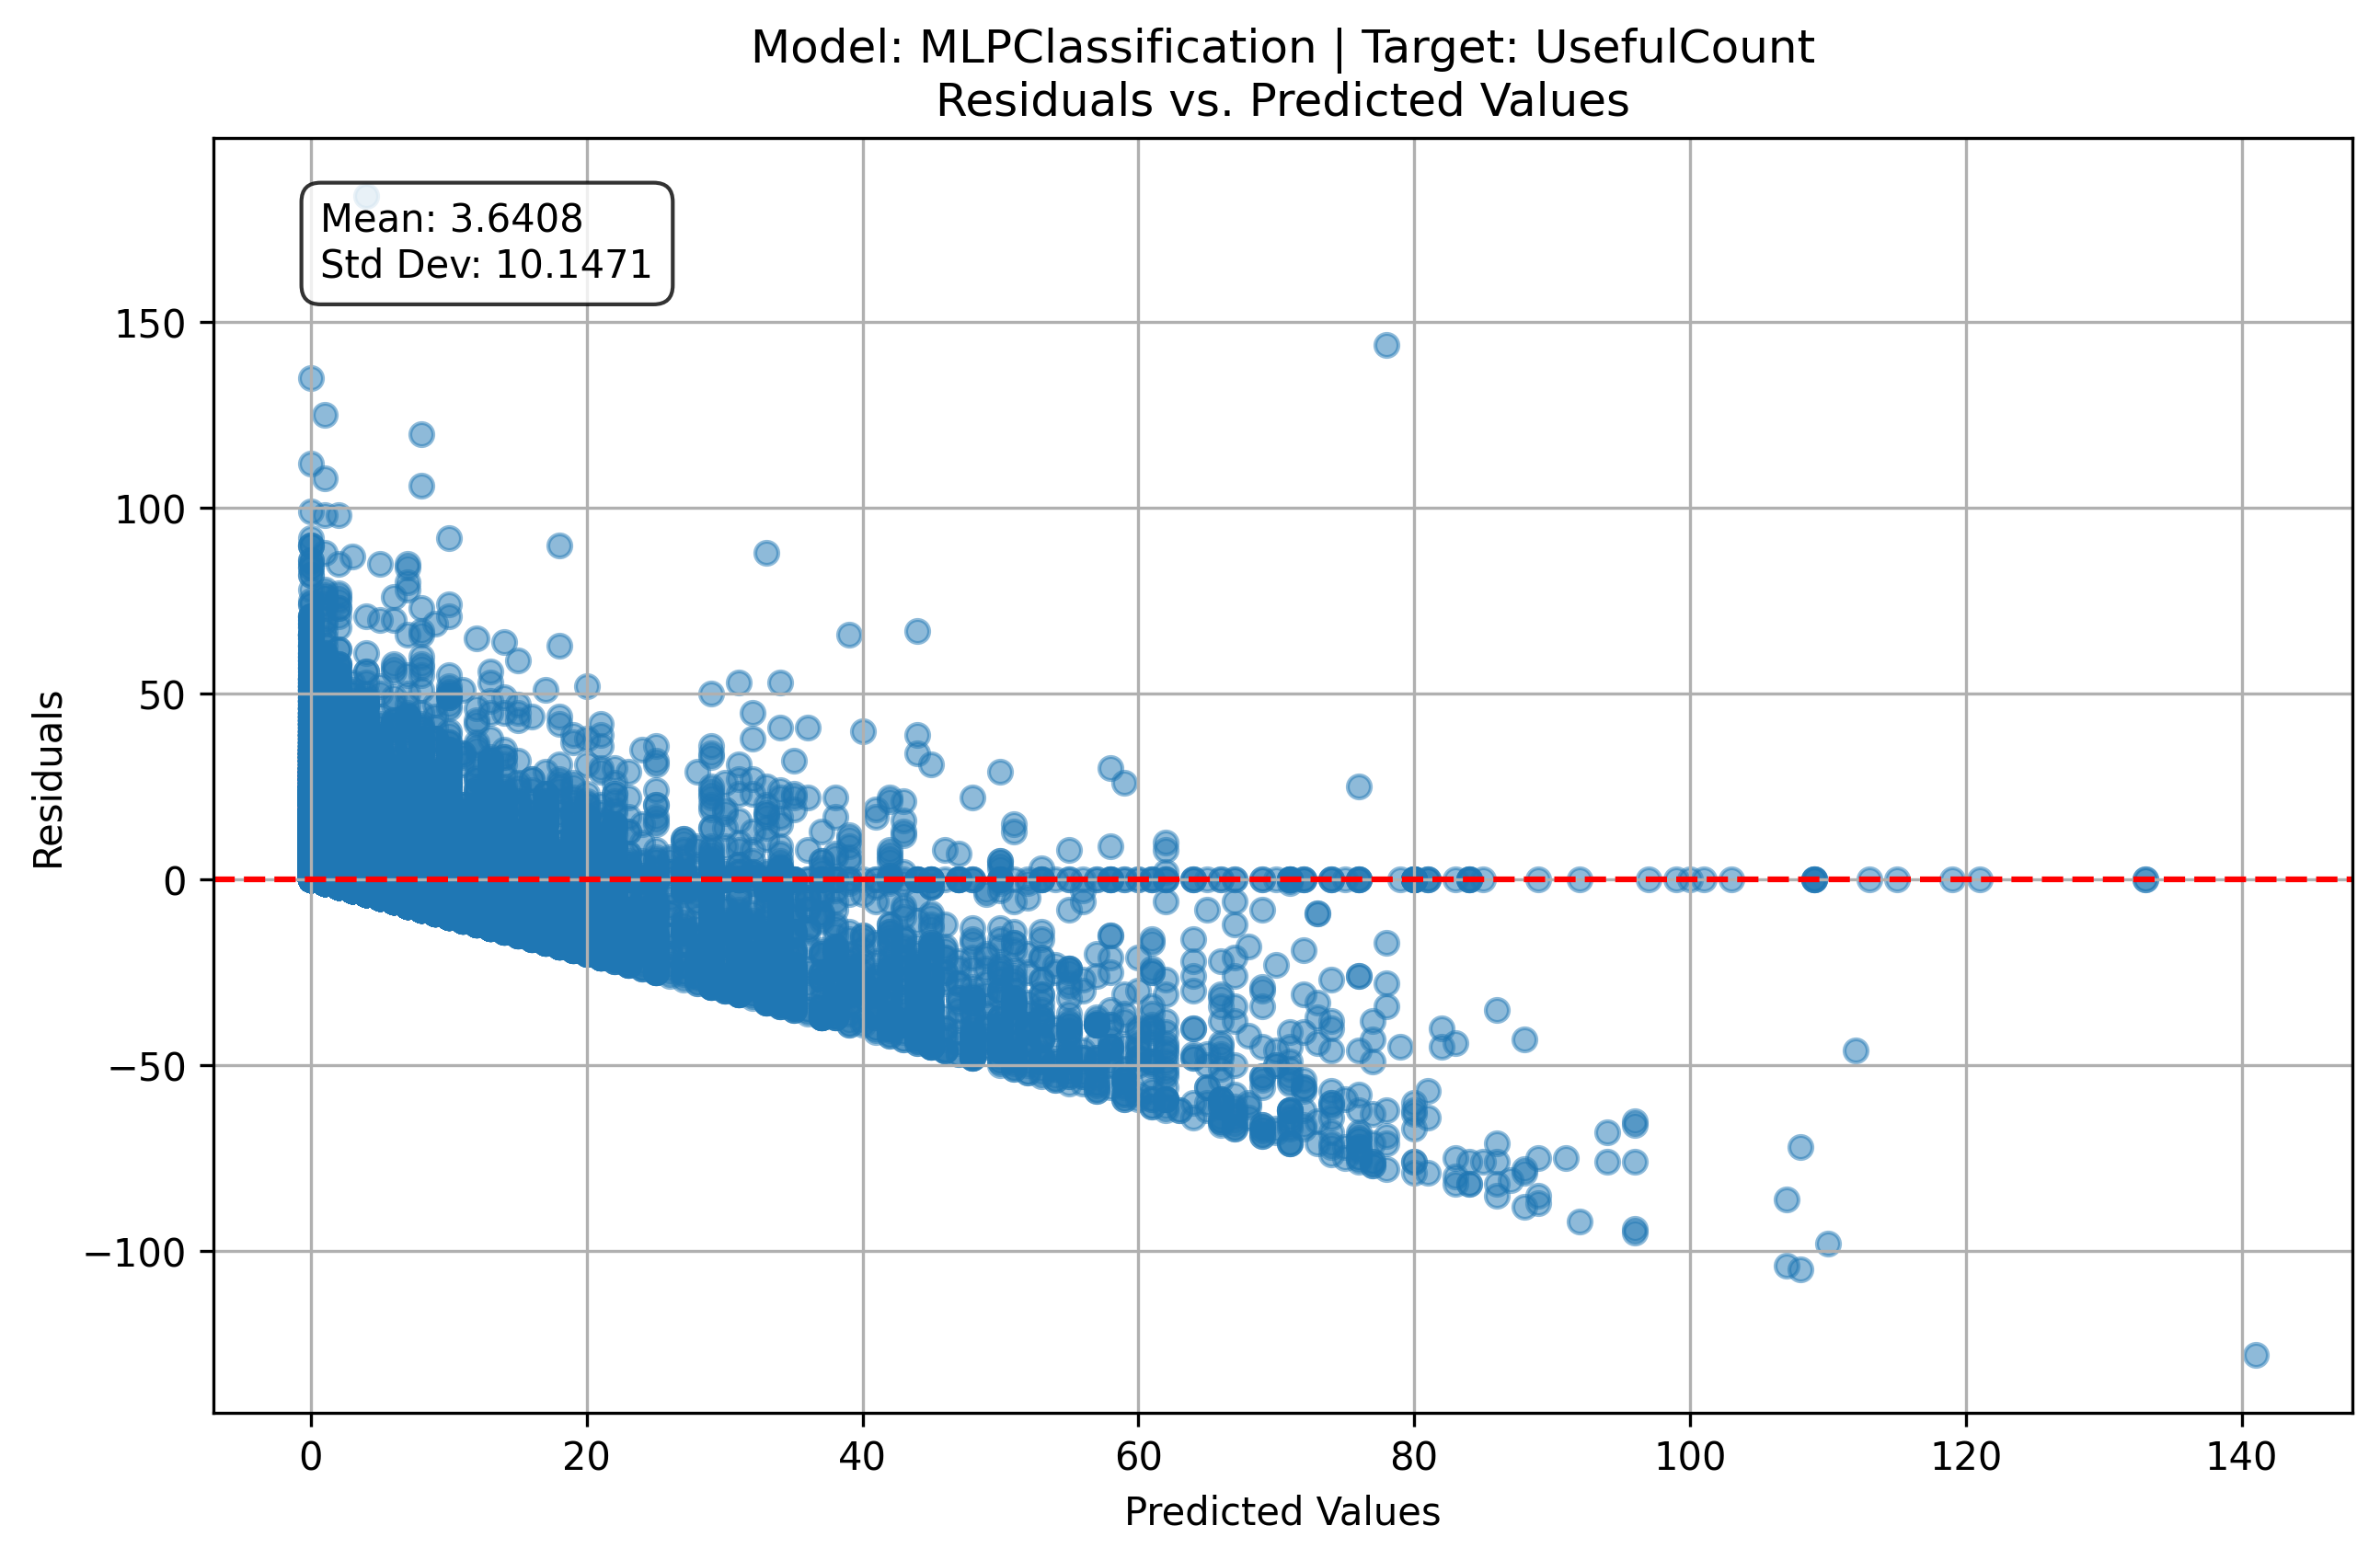 Model: MLPClassification | Target: UsefulCount
Residuals vs. Predicted Values
Mean: 3.6408
Std Dev: 10.1471
150
100
50
0
−50
−100
Residuals
0 20 40 60 80 100 120 140
Predicted Values